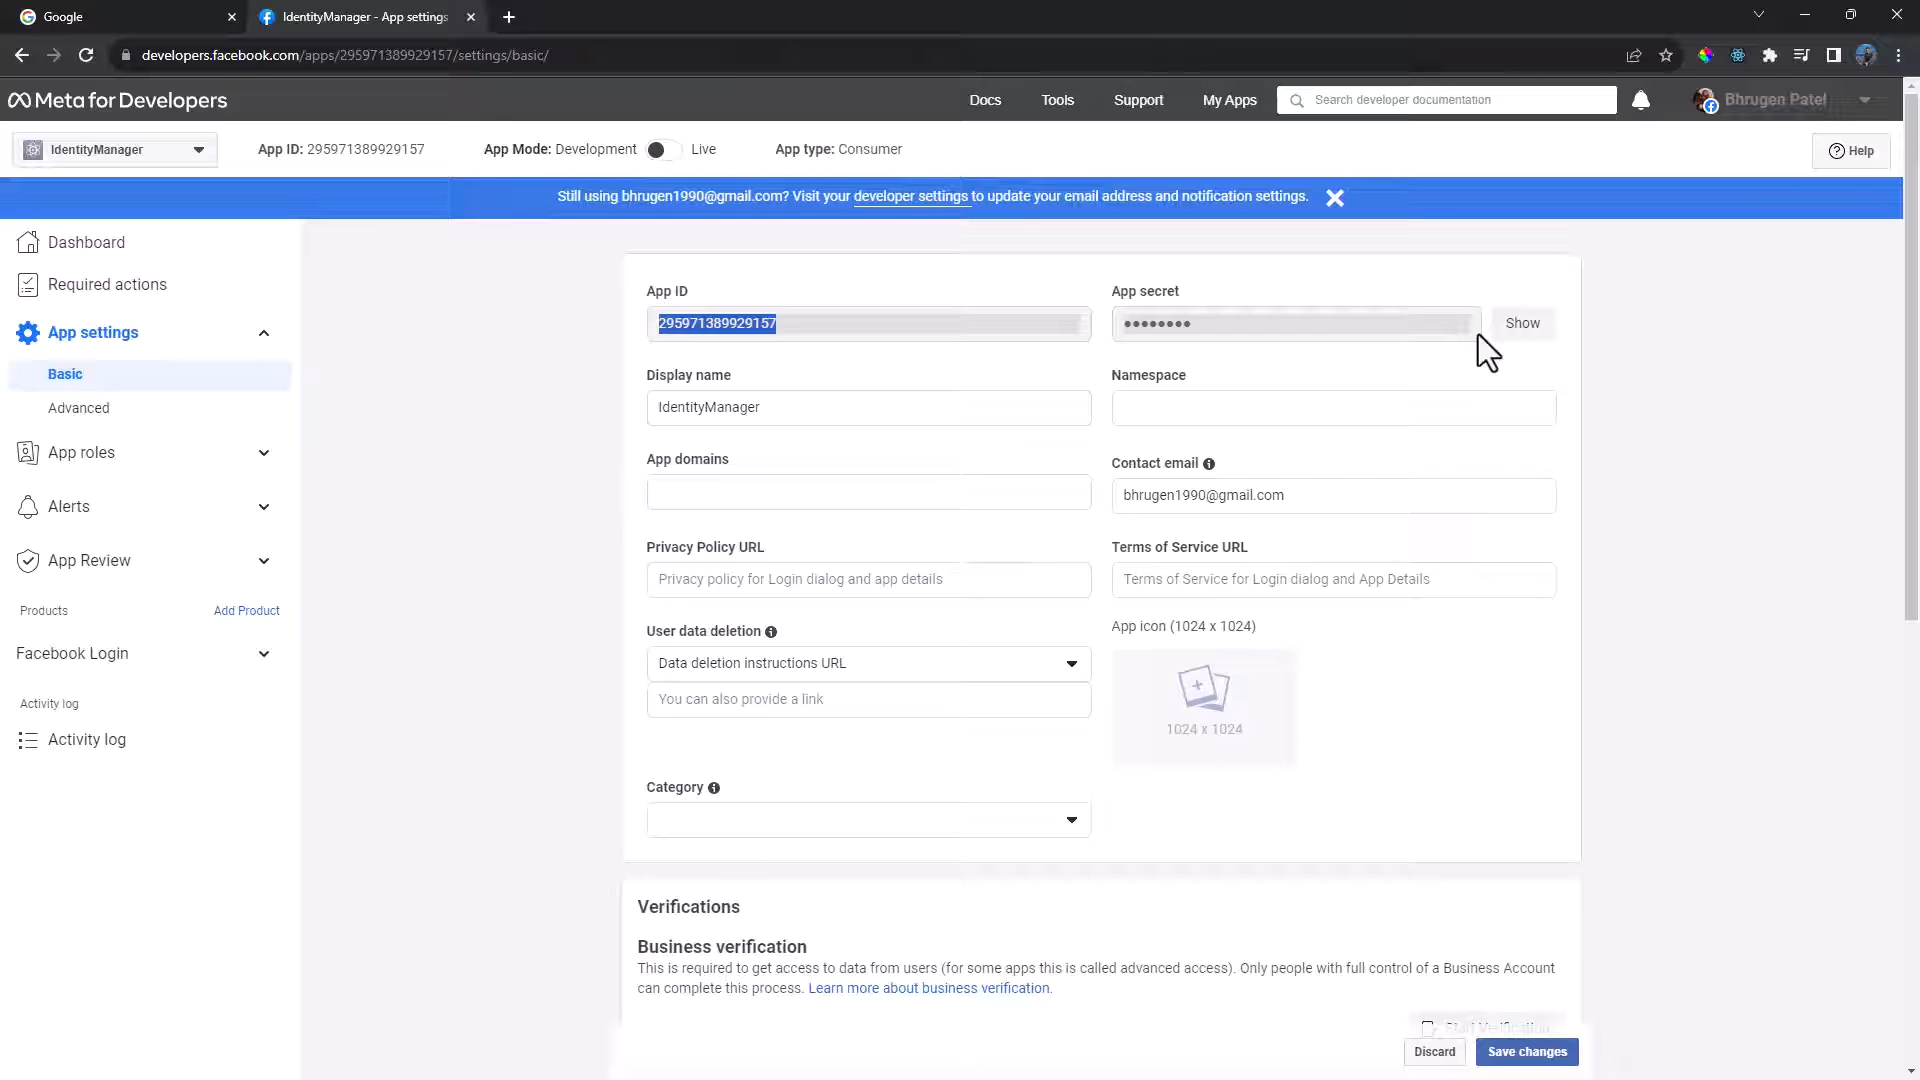 Google
IdentityManager - App settings
developers.facebook.com/apps/295971389929157/settings/basic/
Meta for Developers
Docs
Tools
Support
My Apps
Search developer documentation
Bhrugen Patel
IdentityManager
App ID: 295971389929157
App Mode: Development
Live
App type: Consumer
Help
Still using bhrugen1990@gmail.com? Visit your developer settings to update your email address and notification settings.
Dashboard
Required actions
App settings
Basic
Advanced
App roles
Alerts
App Review
Products
Add Product
Facebook Login
Activity log
Activity log
App ID
295971389929157
App secret
••••••••
Show
Display name
IdentityManager
Namespace
App domains
Contact email
bhrugen1990@gmail.com
Privacy Policy URL
Privacy policy for Login dialog and app details
Terms of Service URL
Terms of Service for Login dialog and App Details
User data deletion
Data deletion instructions URL
You can also provide a link
App icon (1024 x 1024)
1024 x 1024
Category
Verifications
Business verification
This is required to get access to data from users (for some apps this is called advanced access). Only people with full control of a Business Account
can complete this process. Learn more about business verification.
Start Verification
Discard
Save changes